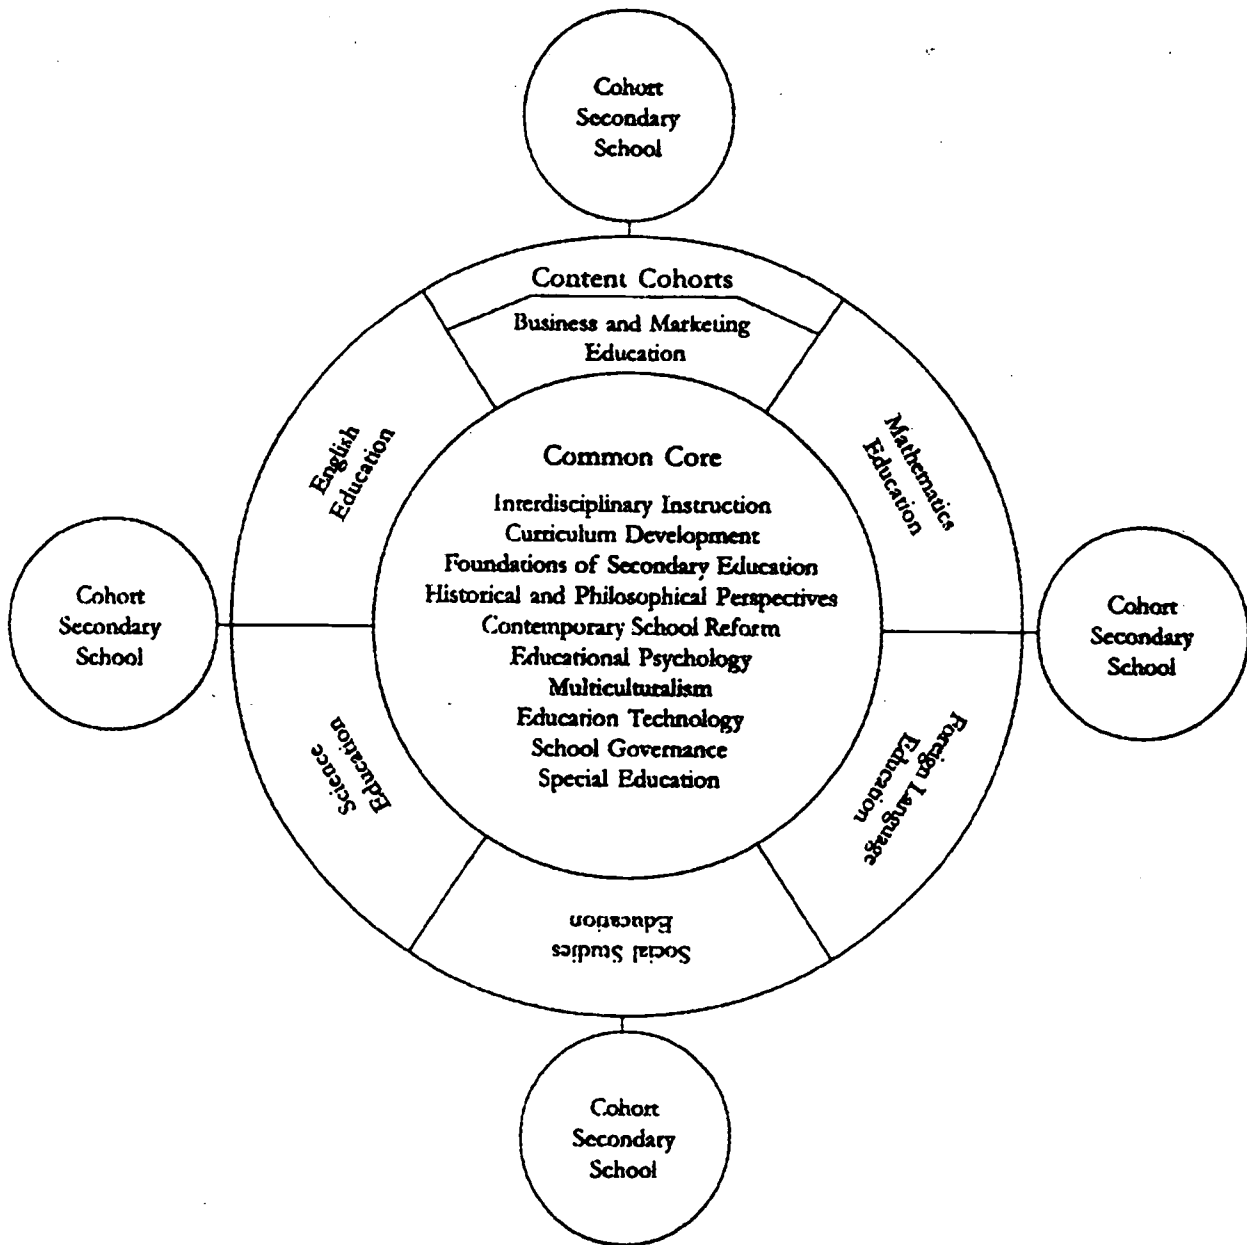 Cohort
Secondary
School
Content Cohorts
Business and Marketing
Education
English
Education
Mathematics
Education
Common Core
Interdisciplinary Instruction
Curriculum Development
Foundations of Secondary Education
Historical and Philosophical Perspectives
Contemporary School Reform
Educational Psychology
Multiculturalism
Education Technology
School Governance
Special Education
Cohort
Secondary
School
Cohort
Secondary
School
Science
Education
Foreign Language
Education
Social Studies
Education
Cohort
Secondary
School